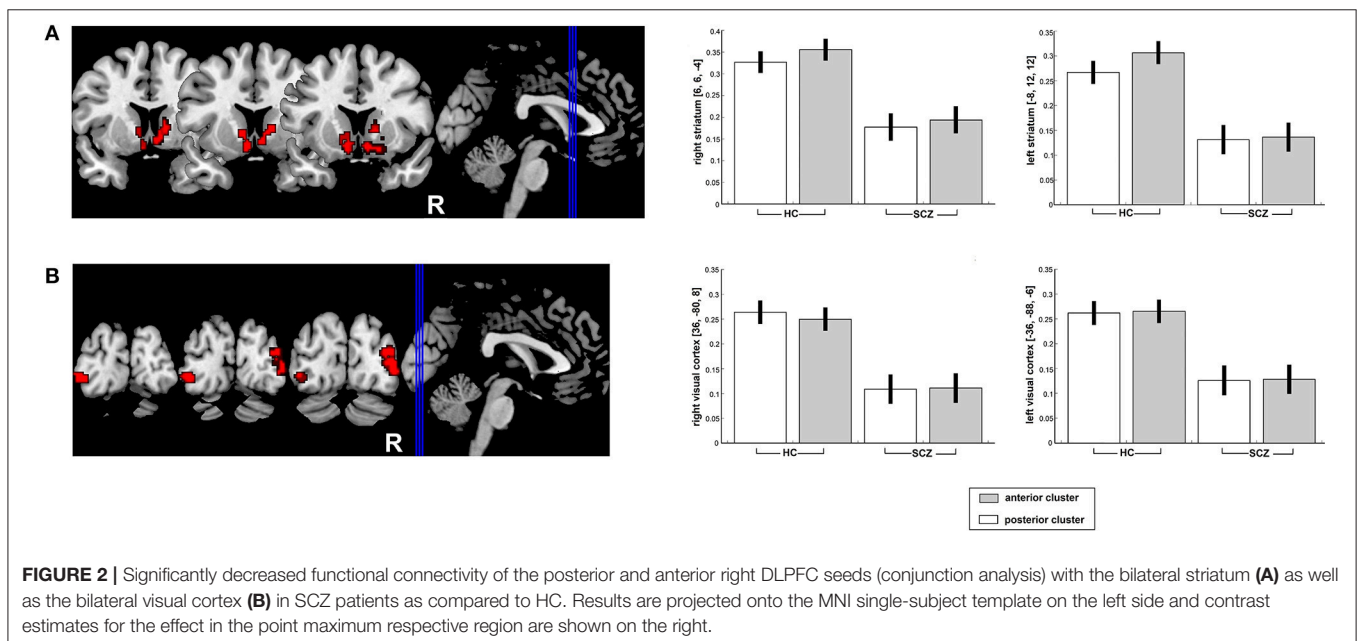 A
R
right striatum [6, 6, -4]
0.4
0.35
0.3
0.25
0.2
0.15
0.1
0.05
0
HC
SCZ
left striatum [-8, 12, 12]
0.35
0.3
0.25
0.2
0.15
0.1
0.05
0
HC
SCZ
B
R
right visual cortex [36, -80, 8]
0.35
0.3
0.25
0.2
0.15
0.1
0.05
0
HC
SCZ
left visual cortex [-36, -88, -6]
0.35
0.3
0.25
0.2
0.15
0.1
0.05
0
HC
SCZ
anterior cluster
posterior cluster
FIGURE 2 | Significantly decreased functional connectivity of the posterior and anterior right DLPFC seeds (conjunction analysis) with the bilateral striatum (A) as well
as the bilateral visual cortex (B) in SCZ patients as compared to HC. Results are projected onto the MNI single-subject template on the left side and contrast
estimates for the effect in the point maximum respective region are shown on the right.